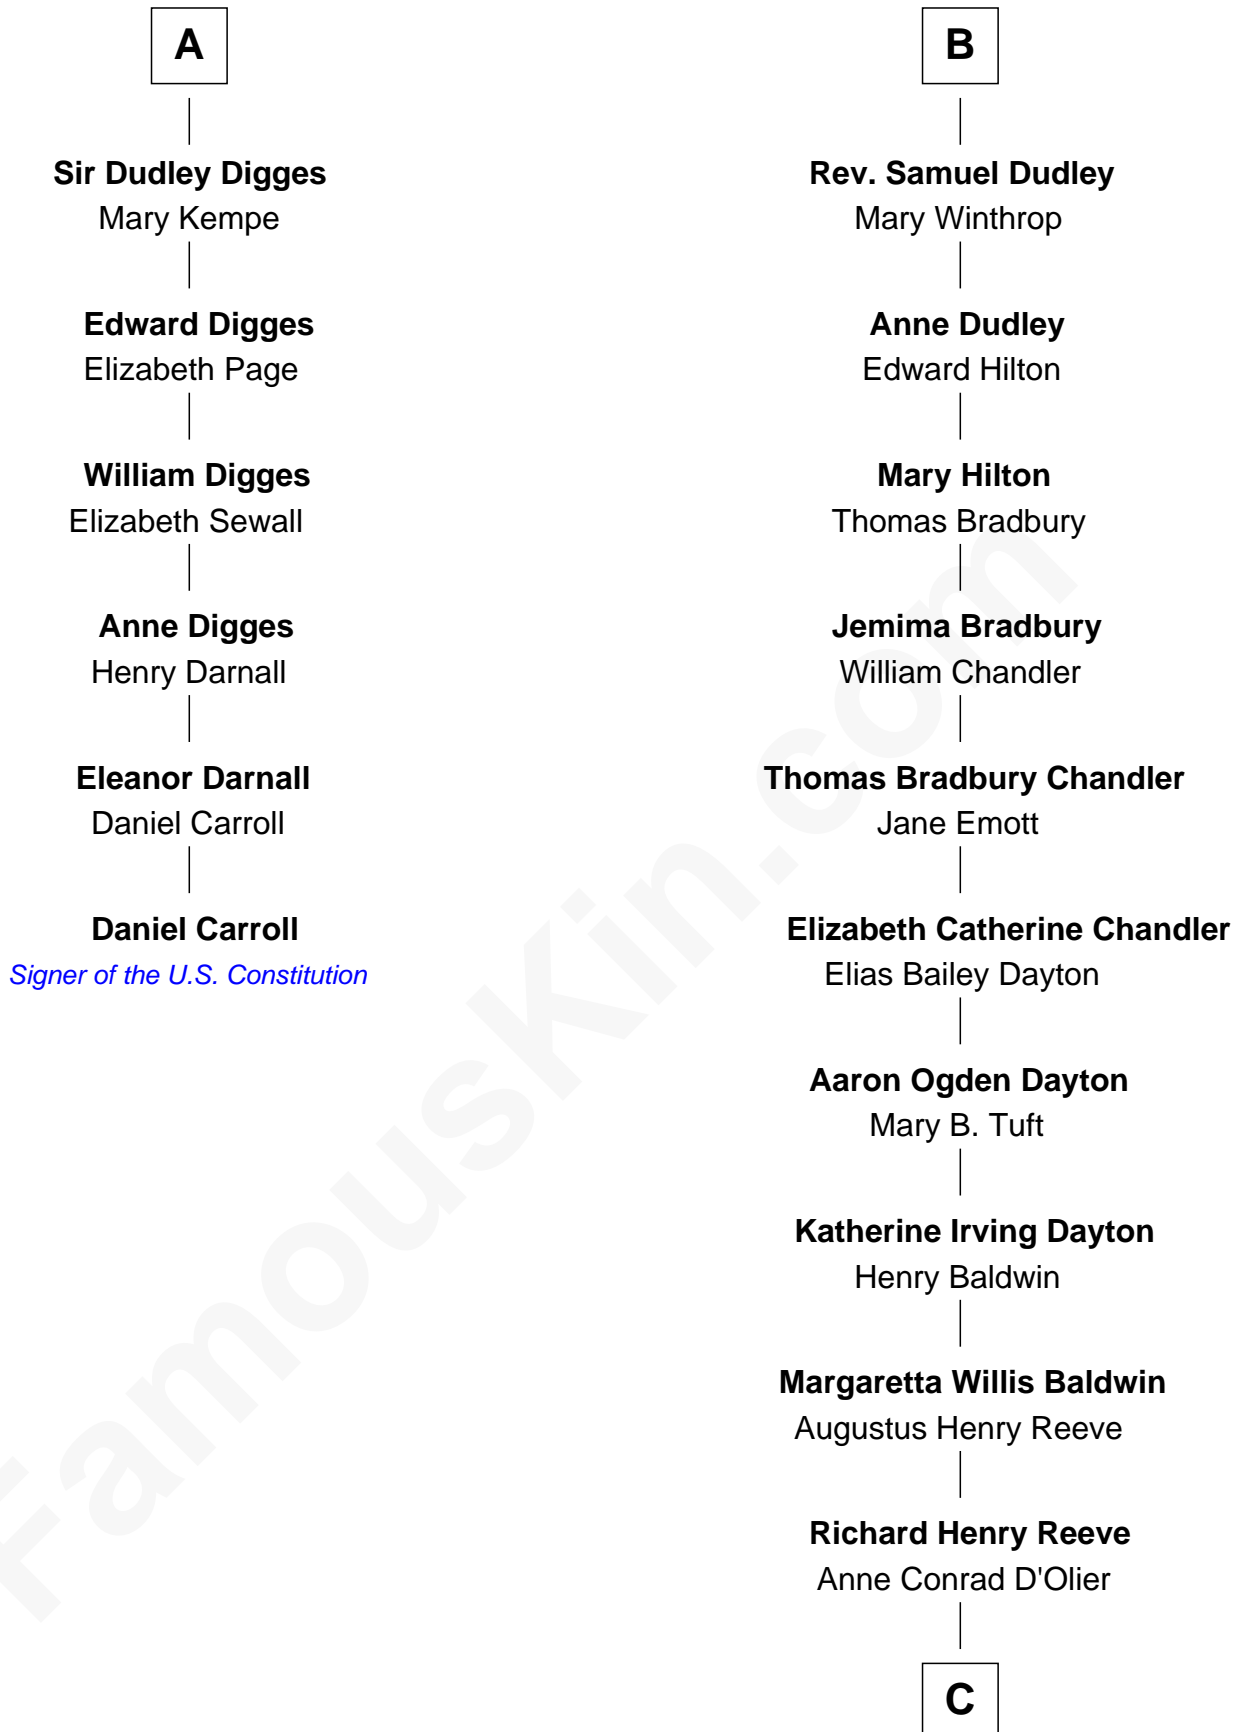 A
Sir Dudley Digges
Mary Kempe
Edward Digges
Elizabeth Page
William Digges
Elizabeth Sewall
Anne Digges
Henry Darnall
Eleanor Darnall
Daniel Carroll
Daniel Carroll
Signer of the U.S. Constitution
B
Rev. Samuel Dudley
Mary Winthrop
Anne Dudley
Edward Hilton
Mary Hilton
Thomas Bradbury
Jemima Bradbury
William Chandler
Thomas Bradbury Chandler
Jane Emott
Elizabeth Catherine Chandler
Elias Bailey Dayton
Aaron Ogden Dayton
Mary B. Tuft
Katherine Irving Dayton
Henry Baldwin
Margaretta Willis Baldwin
Augustus Henry Reeve
Richard Henry Reeve
Anne Conrad D'Olier
C
FamousKin.com